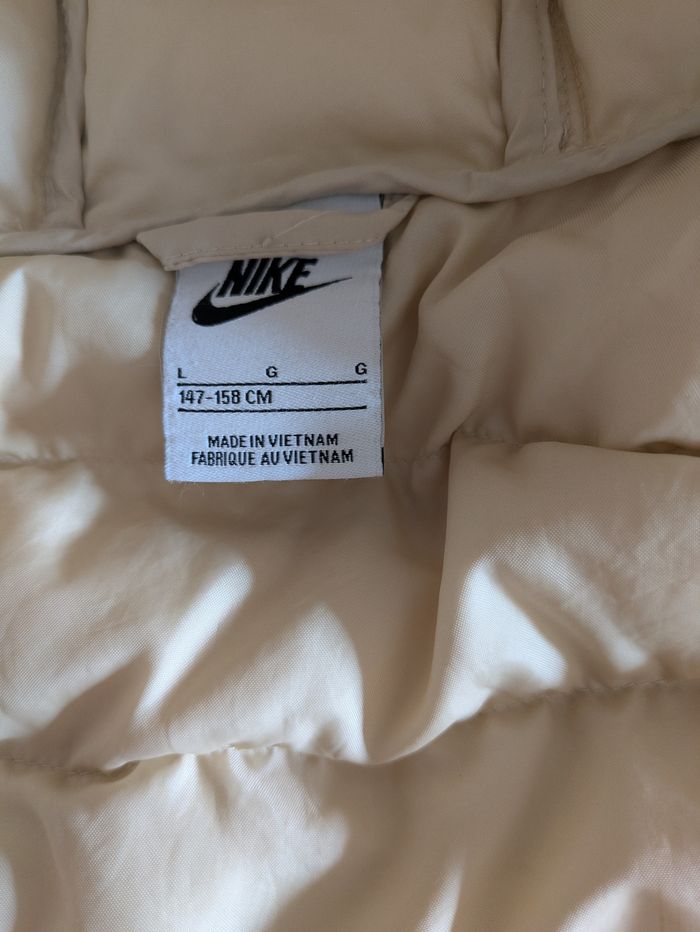 NIKE
L G G
147-158 CM
MADE IN VIETNAM
FABRIQUE AU VIETNAM